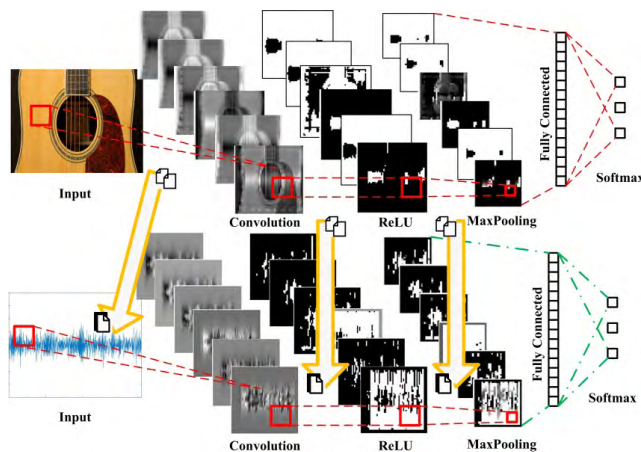 Fully Connected
Input
Convolution
ReLU
MaxPooling
Softmax
Fully Connected
Input
Convolution
ReLU
MaxPooling
Softmax